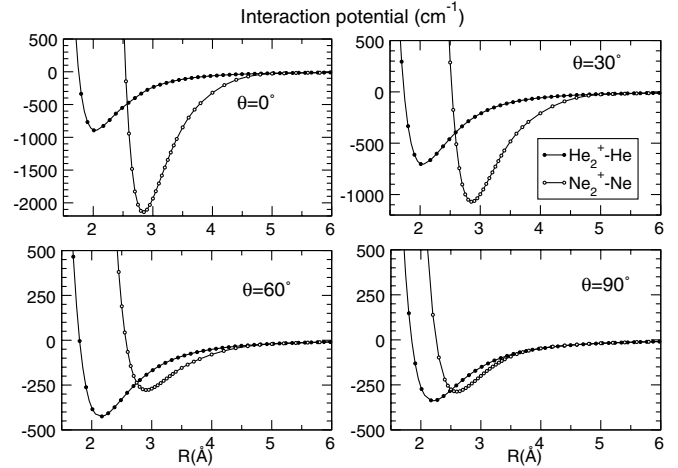 Interaction potential (cm⁻¹)
500
0
-500
-1000
-1500
-2000
2 3 4 5 6
θ=0°
500
0
-500
-1000
2 3 4 5 6
θ=30°
He₂⁺-He
Ne₂⁺-Ne
500
250
0
-250
-500
2 3 4 5 6
θ=60°
R(Å)
500
250
0
-250
-500
2 3 4 5 6
θ=90°
R(Å)